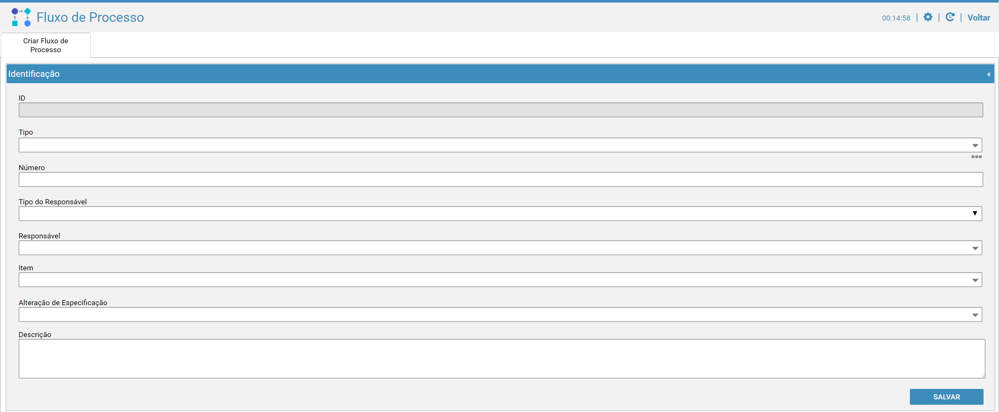 Fluxo de Processo
00:14:58 | | | Voltar
Criar Fluxo de
Processo
Identificação «
ID
Tipo
Número
Tipo do Responsável
Responsável
Item
Alteração de Especificação
Descrição
SALVAR